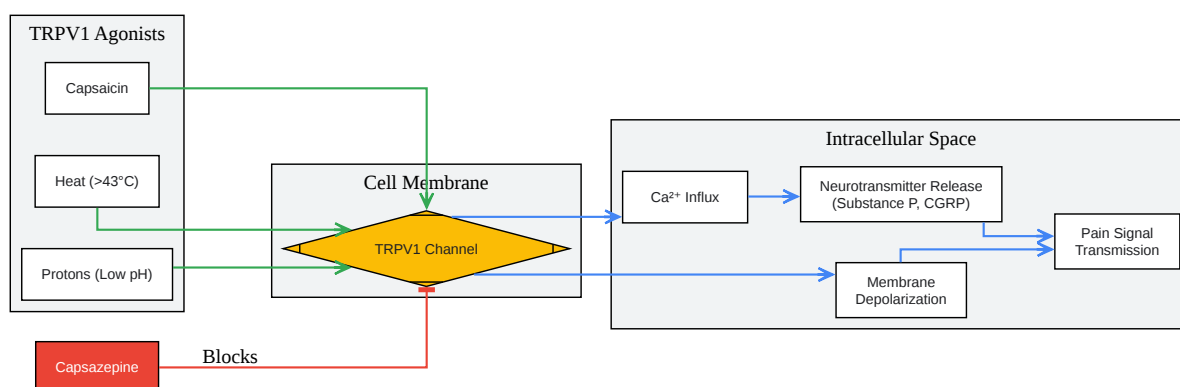 TRPV1 Agonists
Capsaicin
Heat (>43°C)
Protons (Low pH)
Capsazepine
Blocks
Cell Membrane
TRPV1 Channel
Intracellular Space
Ca²⁺ Influx
Neurotransmitter Release
(Substance P, CGRP)
Membrane
Depolarization
Pain Signal
Transmission